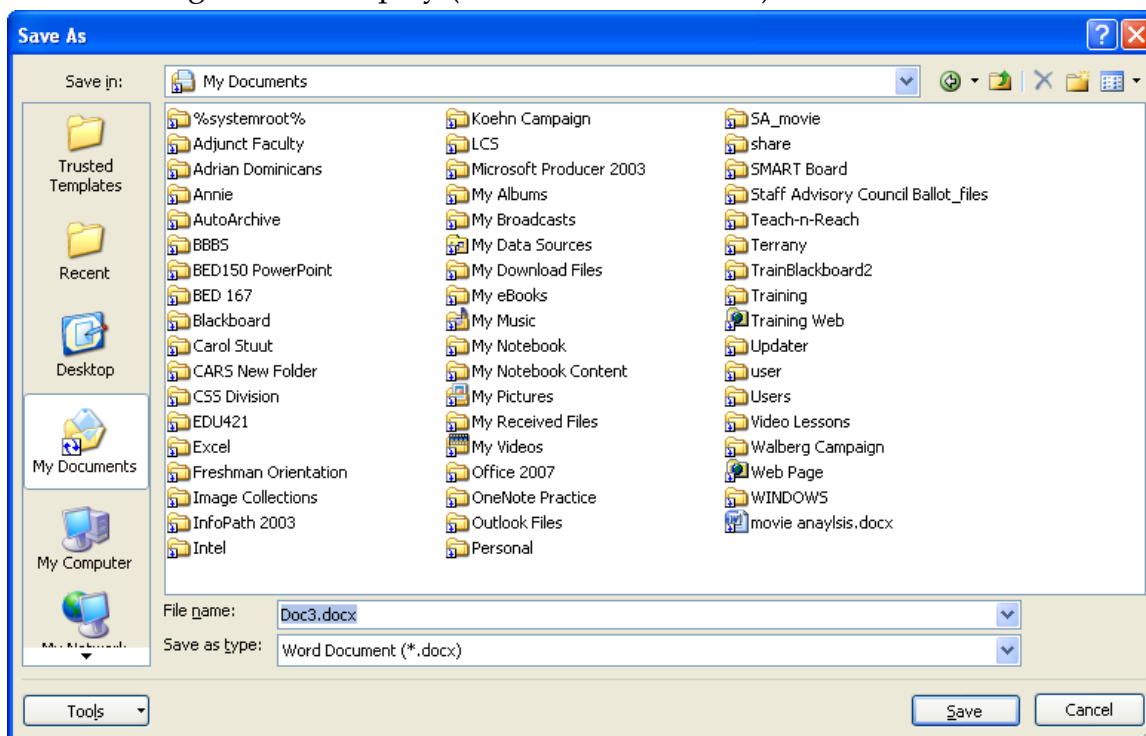 Save As
Save in:
My Documents
Trusted
Templates
Recent
Desktop
My Documents
My Computer
%systemroot%
Adjunct Faculty
Adrian Dominicans
Annie
AutoArchive
BBBS
BED150 PowerPoint
BED 167
Blackboard
Carol Stuut
CARS New Folder
CSS Division
EDU421
Excel
Freshman Orientation
Image Collections
InfoPath 2003
Intel
Koehn Campaign
LCS
Microsoft Producer 2003
My Albums
My Broadcasts
My Data Sources
My Download Files
My eBooks
My Music
My Notebook
My Notebook Content
My Pictures
My Received Files
My Videos
Office 2007
OneNote Practice
Outlook Files
Personal
SA_movie
share
SMART Board
Staff Advisory Council Ballot_files
Teach-n-Reach
Terrany
TrainBlackboard2
Training
Training Web
Updater
user
Users
Video Lessons
Walberg Campaign
Web Page
WINDOWS
movie anaylsis.docx
File name:
Doc3.docx
Save as type:
Word Document (*.docx)
Tools
Save
Cancel